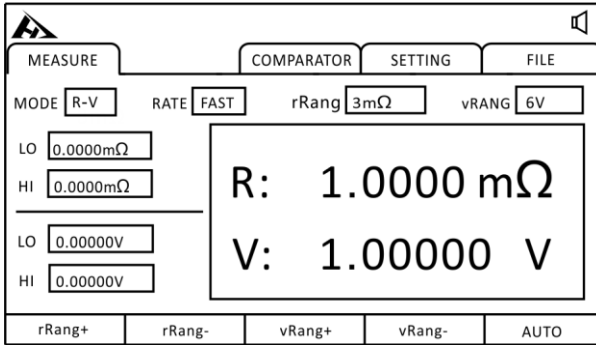 MEASURE COMPARATOR SETTING FILE
MODE R-V RATE FAST rRang 3mΩ vRANG 6V
LO 0.0000mΩ
HI 0.0000mΩ
R: 1.0000 mΩ
LO 0.00000V
HI 0.00000V
V: 1.00000 V
rRang+ rRang- vRang+ vRang- AUTO